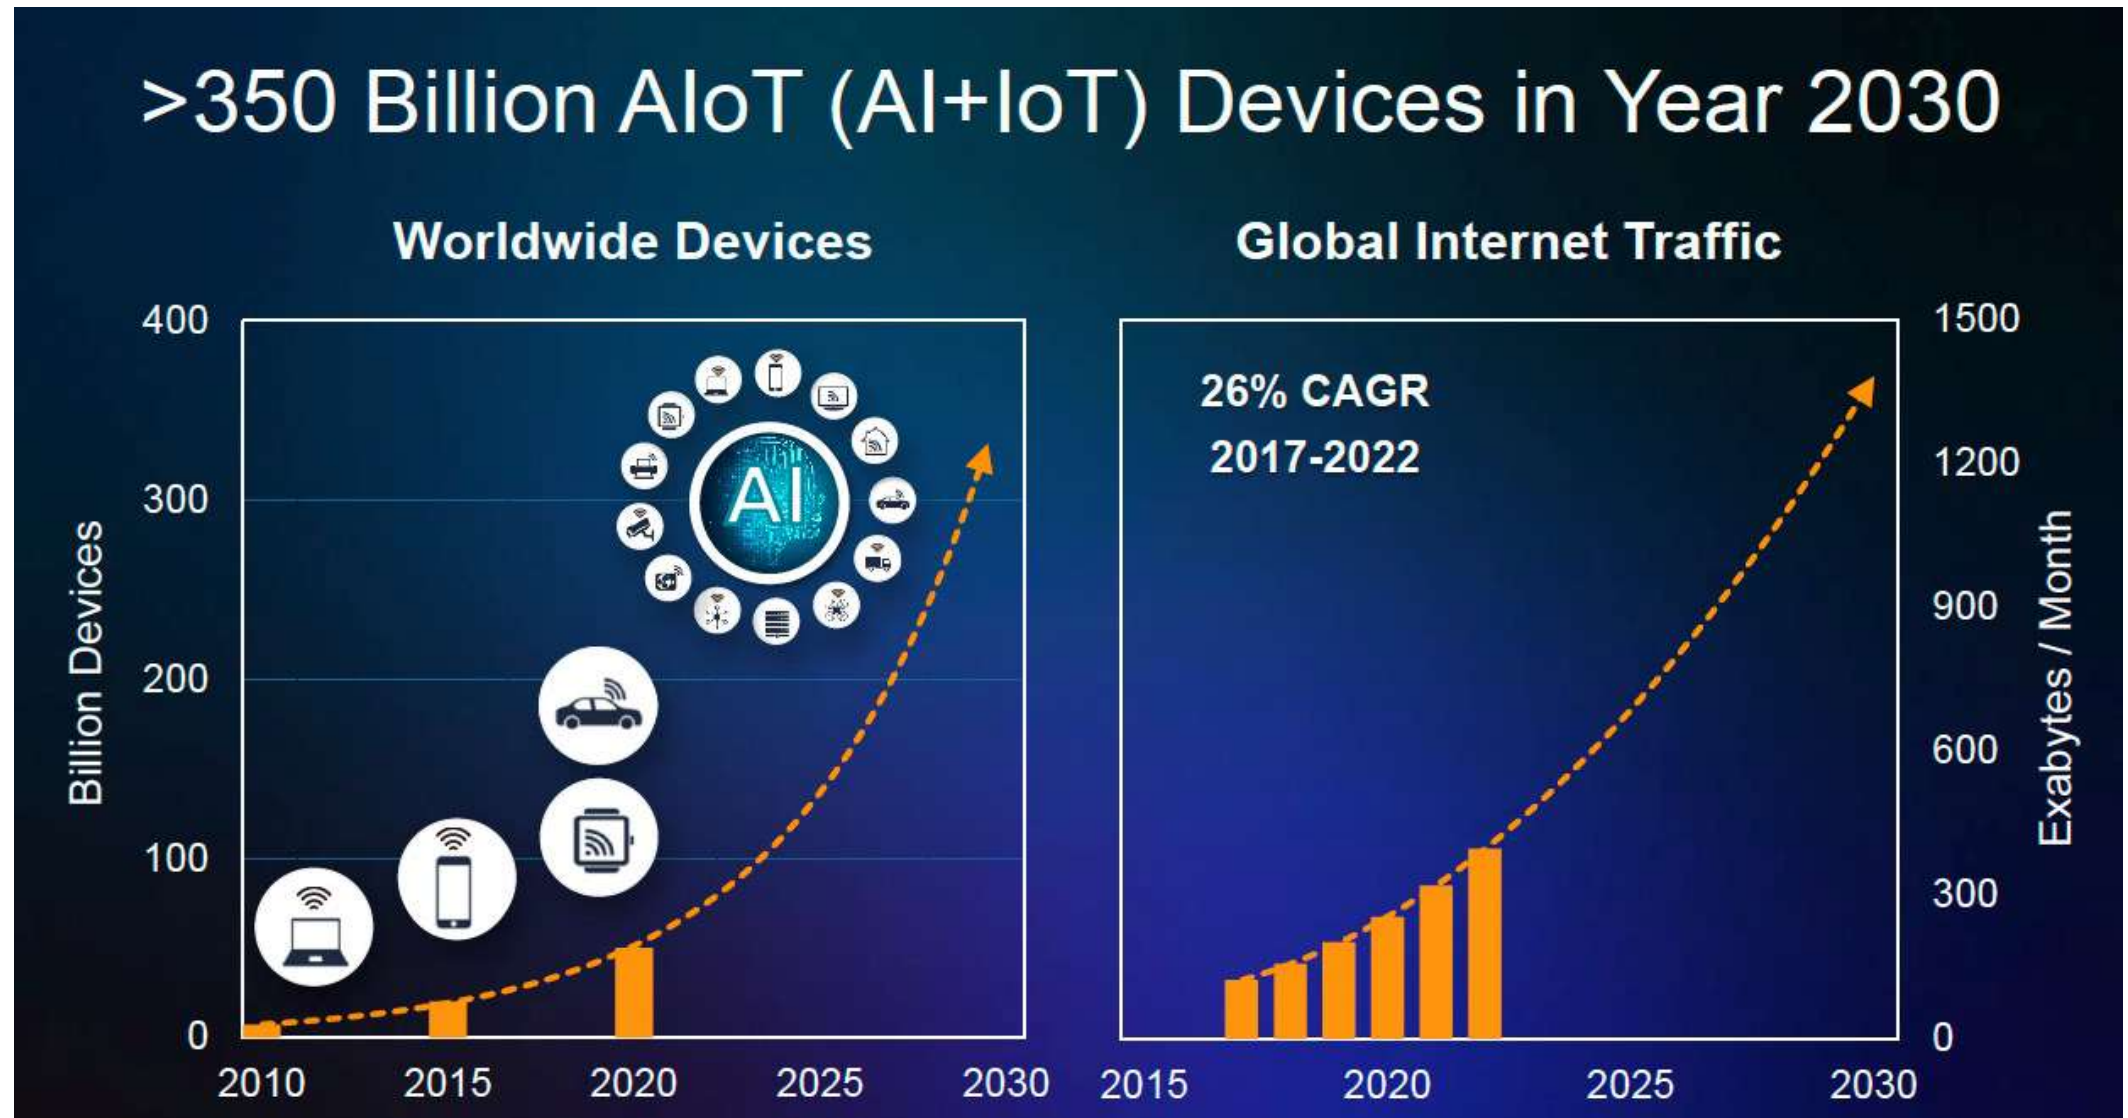 >350 Billion AIoT (AI+IoT) Devices in Year 2030
Worldwide Devices
Billion Devices
400
300
200
100
0
AI
2010 2015 2020 2025 2030
Global Internet Traffic
26% CAGR
2017-2022
1500
1200
900
600
300
0
Exabytes / Month
2015 2020 2025 2030